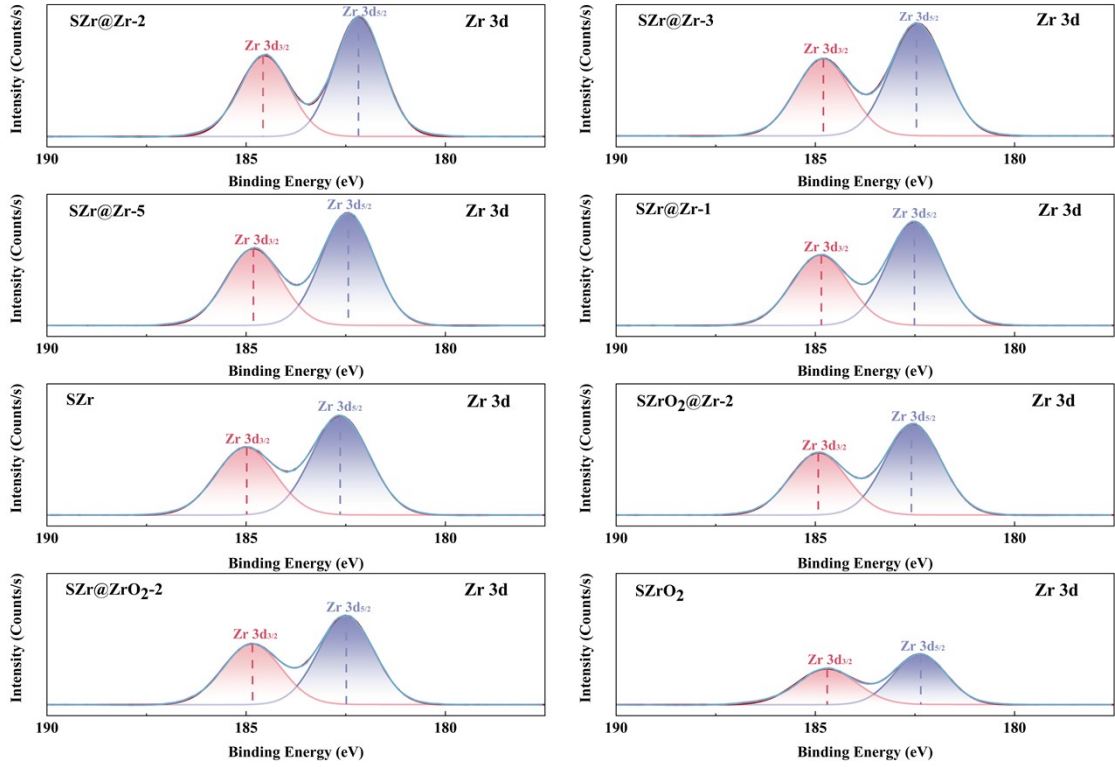 SZr@Zr-2
Zr 3d
Zr 3d3/2
Zr 3d5/2
Intensity (Counts/s)
190
185
180
Binding Energy (eV)
SZr@Zr-3
Zr 3d
Zr 3d3/2
Zr 3d5/2
Intensity (Counts/s)
190
185
180
Binding Energy (eV)
SZr@Zr-5
Zr 3d
Zr 3d3/2
Zr 3d5/2
Intensity (Counts/s)
190
185
180
Binding Energy (eV)
SZr@Zr-1
Zr 3d
Zr 3d3/2
Zr 3d5/2
Intensity (Counts/s)
190
185
180
Binding Energy (eV)
SZr
Zr 3d
Zr 3d3/2
Zr 3d5/2
Intensity (Counts/s)
190
185
180
Binding Energy (eV)
SZrO2@Zr-2
Zr 3d
Zr 3d3/2
Zr 3d5/2
Intensity (Counts/s)
190
185
180
Binding Energy (eV)
SZr@ZrO2-2
Zr 3d
Zr 3d3/2
Zr 3d5/2
Intensity (Counts/s)
190
185
180
Binding Energy (eV)
SZrO2
Zr 3d
Zr 3d3/2
Zr 3d5/2
Intensity (Counts/s)
190
185
180
Binding Energy (eV)